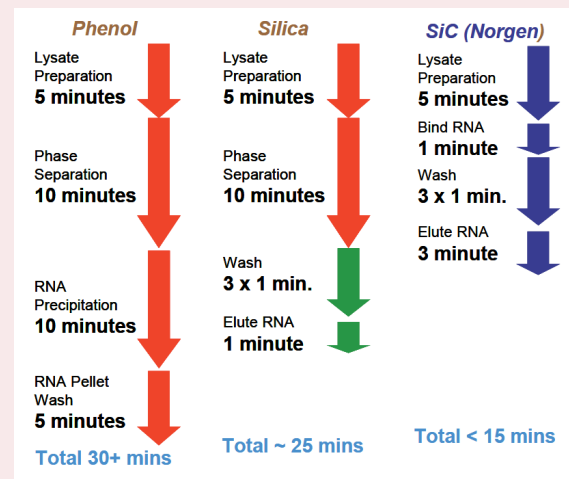 Phenol
Lysate
Preparation
5 minutes
Phase
Separation
10 minutes
RNA
Precipitation
10 minutes
RNA Pellet
Wash
5 minutes
Total 30+ mins
Silica
Lysate
Preparation
5 minutes
Phase
Separation
10 minutes
Wash
3 x 1 min.
Elute RNA
1 minute
Total ~ 25 mins
SiC (Norgen)
Lysate
Preparation
5 minutes
Bind RNA
1 minute
Wash
3 x 1 min.
Elute RNA
3 minute
Total < 15 mins